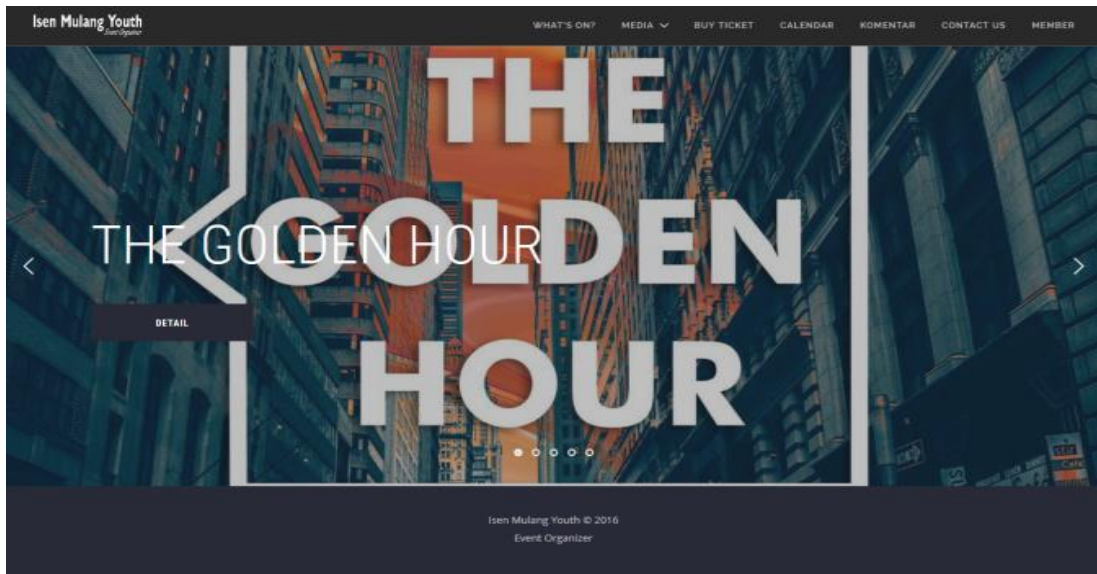 Isen Mulang Youth
Event Organizer
WHAT'S ON?
MEDIA
BUY TICKET
CALENDAR
KOMENTAR
CONTACT US
MEMBER
THE
GOLDEN
HOUR
THE GOLDEN HOUR
DETAIL
Isen Mulang Youth © 2016
Event Organizer